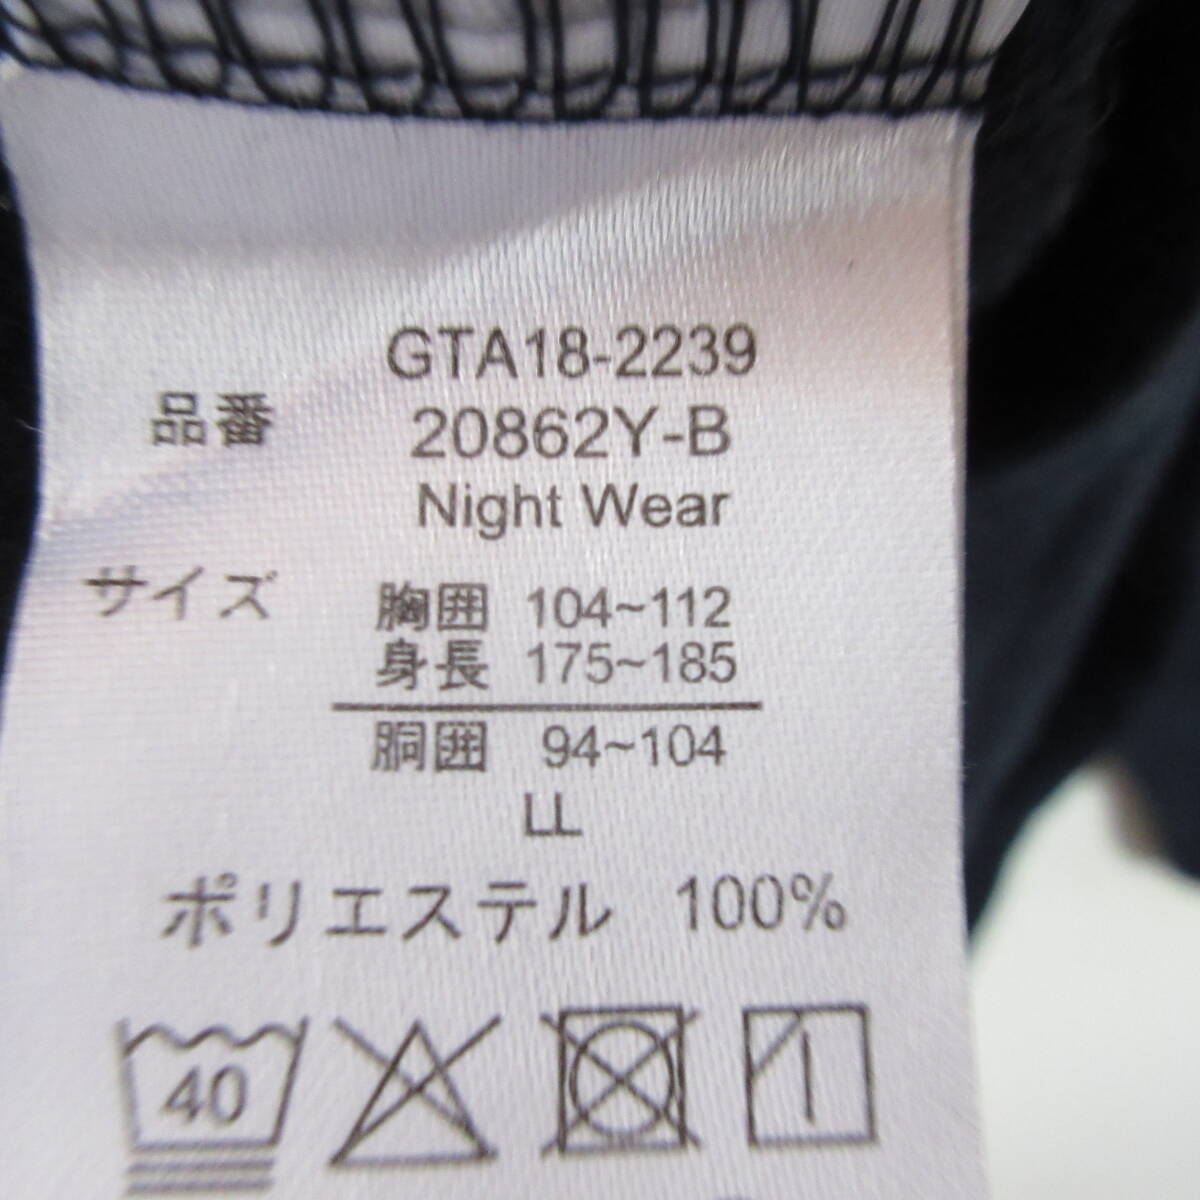 GTA18-2239
品番 20862Y-B
Night Wear
サイズ 胸囲 104~112
身長 175~185
胴囲 94~104
LL
ポリエステル 100%
40